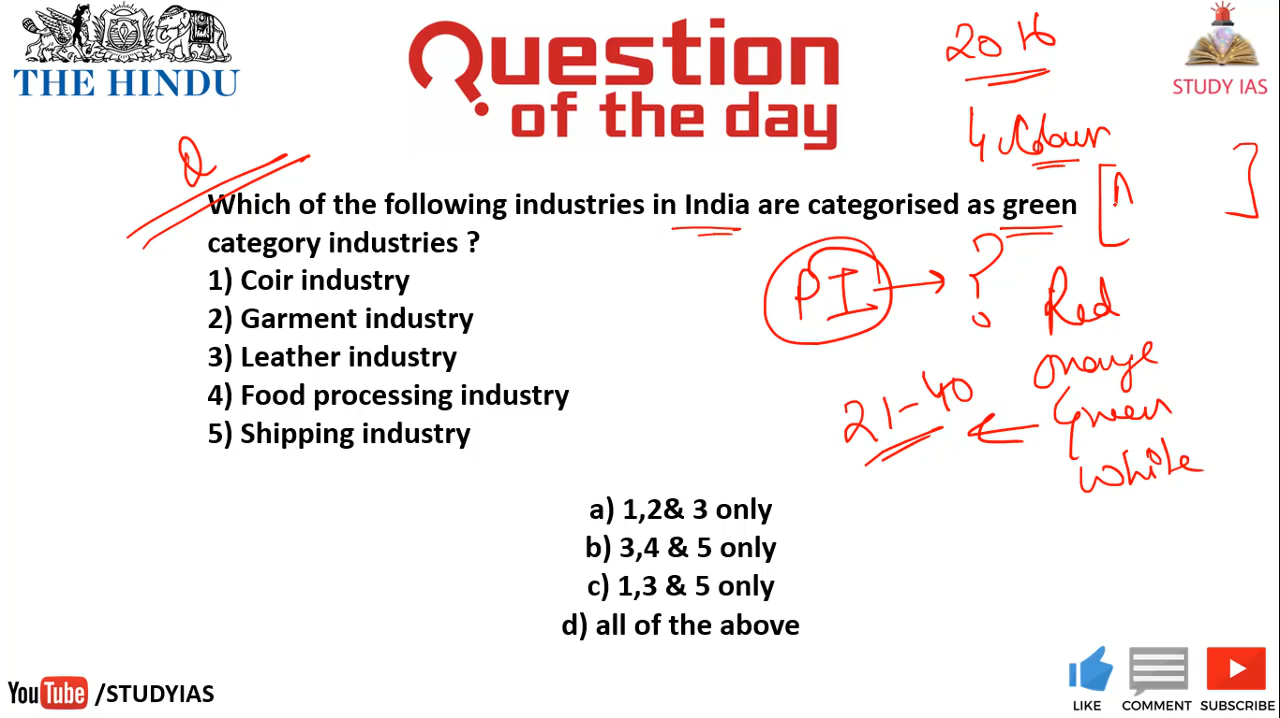 THE HINDU
Question
of the day
2016
STUDY IAS
4 Colour
Q
Which of the following industries in India are categorised as green
category industries ?
1) Coir industry
2) Garment industry
3) Leather industry
4) Food processing industry
5) Shipping industry
PI → ?
Red
Orange
Green
White
21-40
a) 1,2& 3 only
b) 3,4 & 5 only
c) 1,3 & 5 only
d) all of the above
YouTube /STUDYIAS
LIKE COMMENT SUBSCRIBE